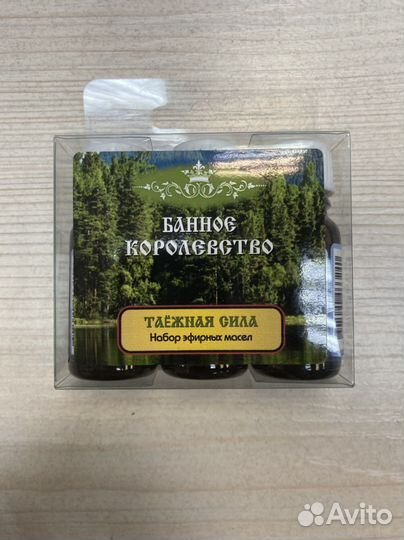 БАННОЕ
КОРОЛЕВСТВО
ТАЁЖНАЯ СИЛА
Набор эфирных масел
Avito